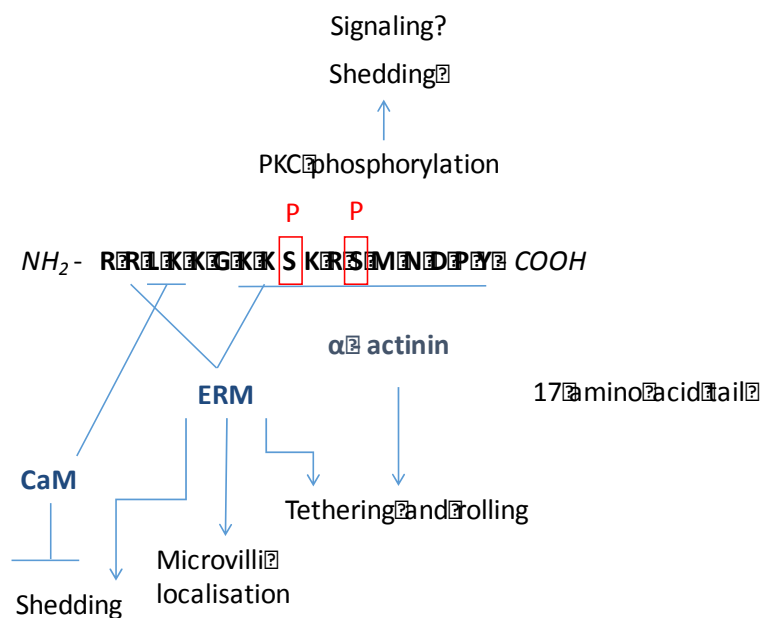 Signaling?
Shedding
PKC phosphorylation
P P
NH2 - R R L K K G K K S K R S M N D P Y - COOH
α- actinin
ERM
17 amino acid tail
CaM
Tethering and rolling
Microvilli
localisation
Shedding